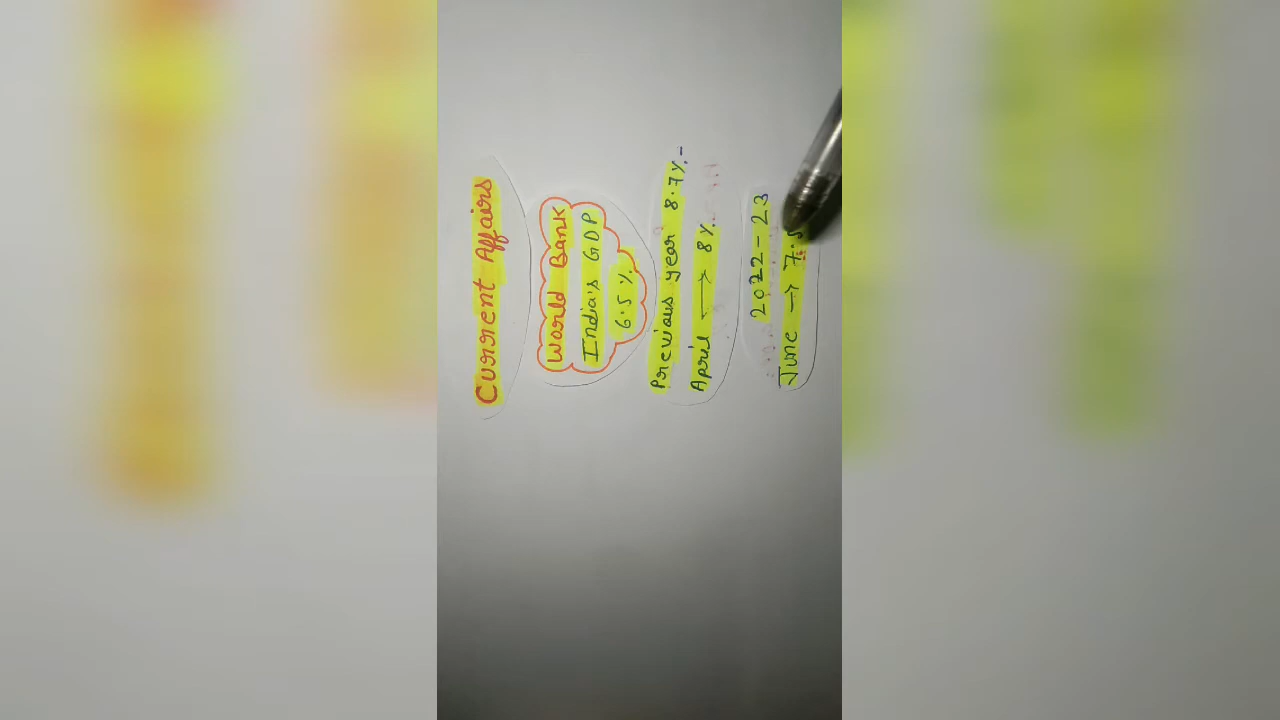 Current Affairs
World Bank
India's GDP
6.5%
Previous year 8.7%-
April → 8%
2022-23
June →